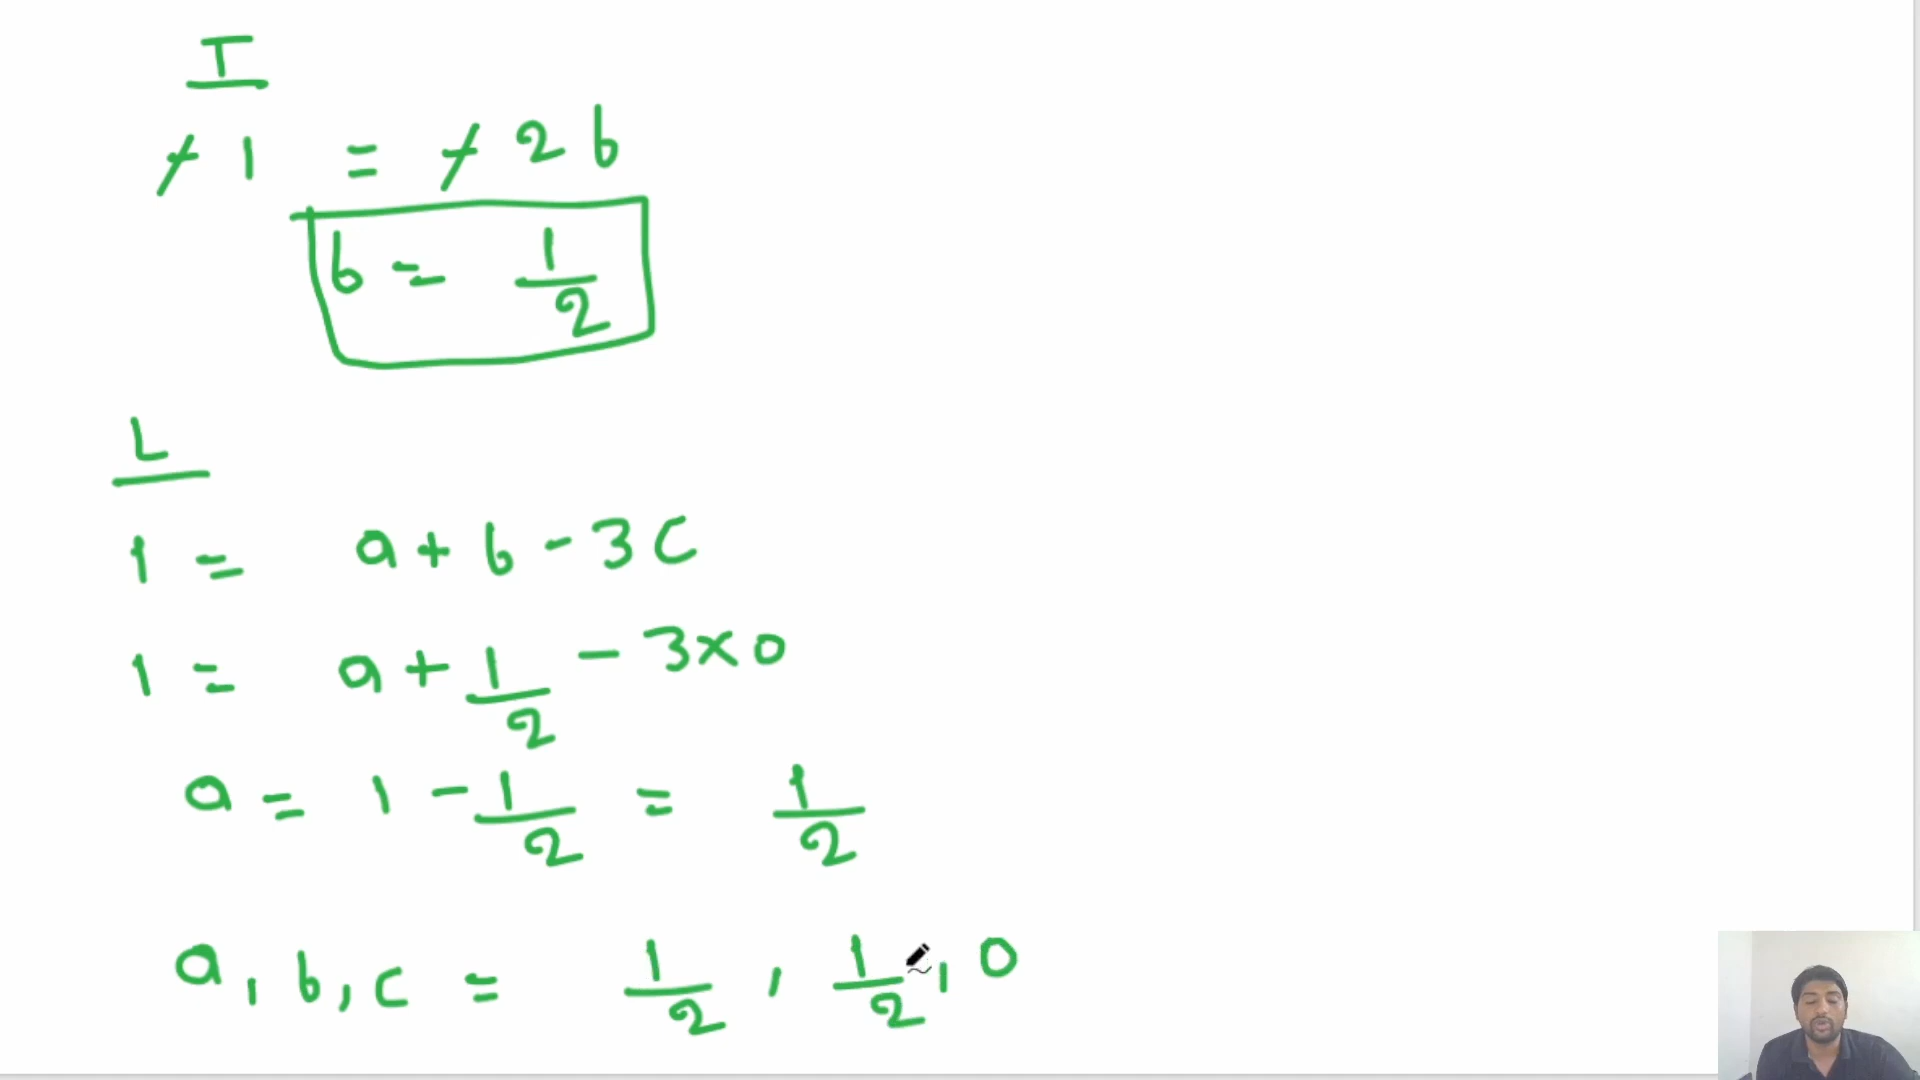 T
-1 = -2b
b = 1/2
L
1 = a + b - 3c
1 = a + 1/2 - 3×0
a = 1 - 1/2 = 1/2
a, b, c = 1/2, 1/2, 0